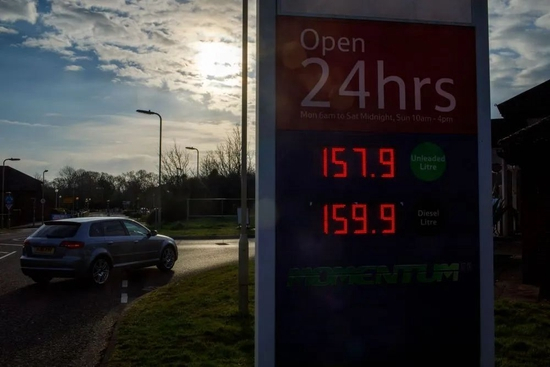 Open
24hrs
Mon 6am to Sat Midnight, Sun 10am - 4pm
157.9
Unleaded
Litre
159.9
Diesel
Litre
MOMENTUM